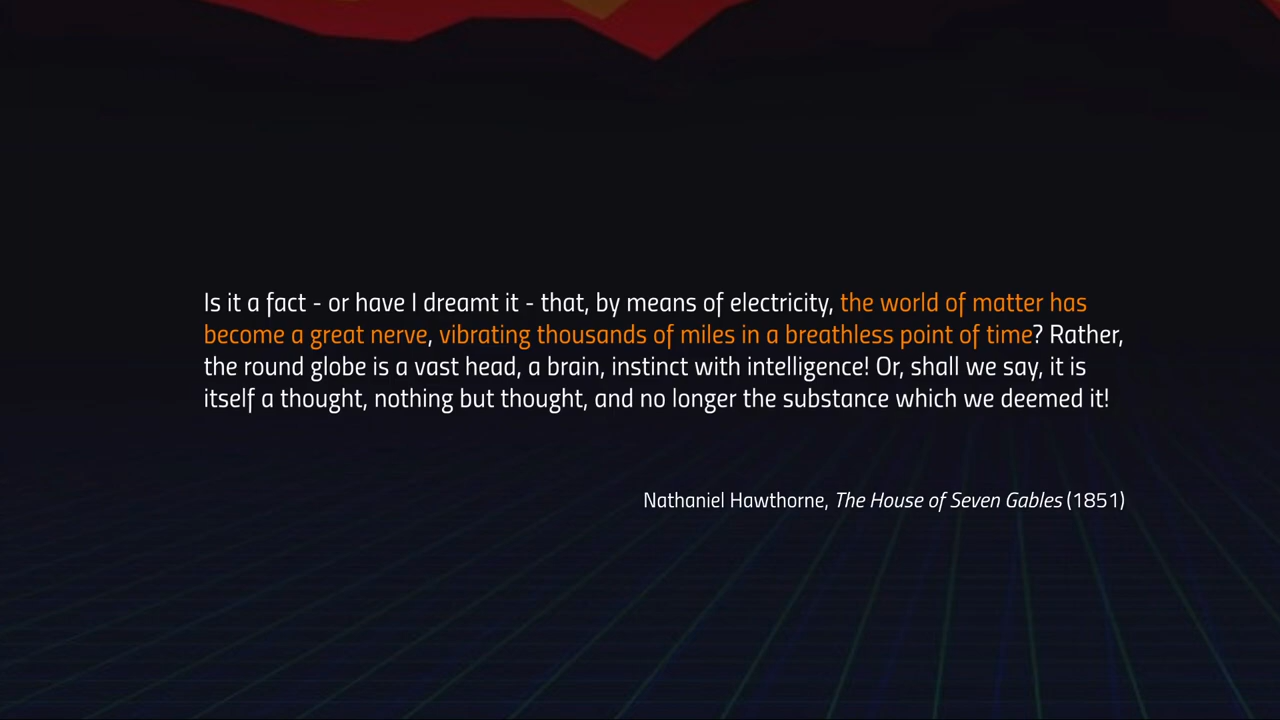 Is it a fact - or have I dreamt it - that, by means of electricity, the world of matter has
become a great nerve, vibrating thousands of miles in a breathless point of time? Rather,
the round globe is a vast head, a brain, instinct with intelligence! Or, shall we say, it is
itself a thought, nothing but thought, and no longer the substance which we deemed it!
Nathaniel Hawthorne, The House of Seven Gables (1851)